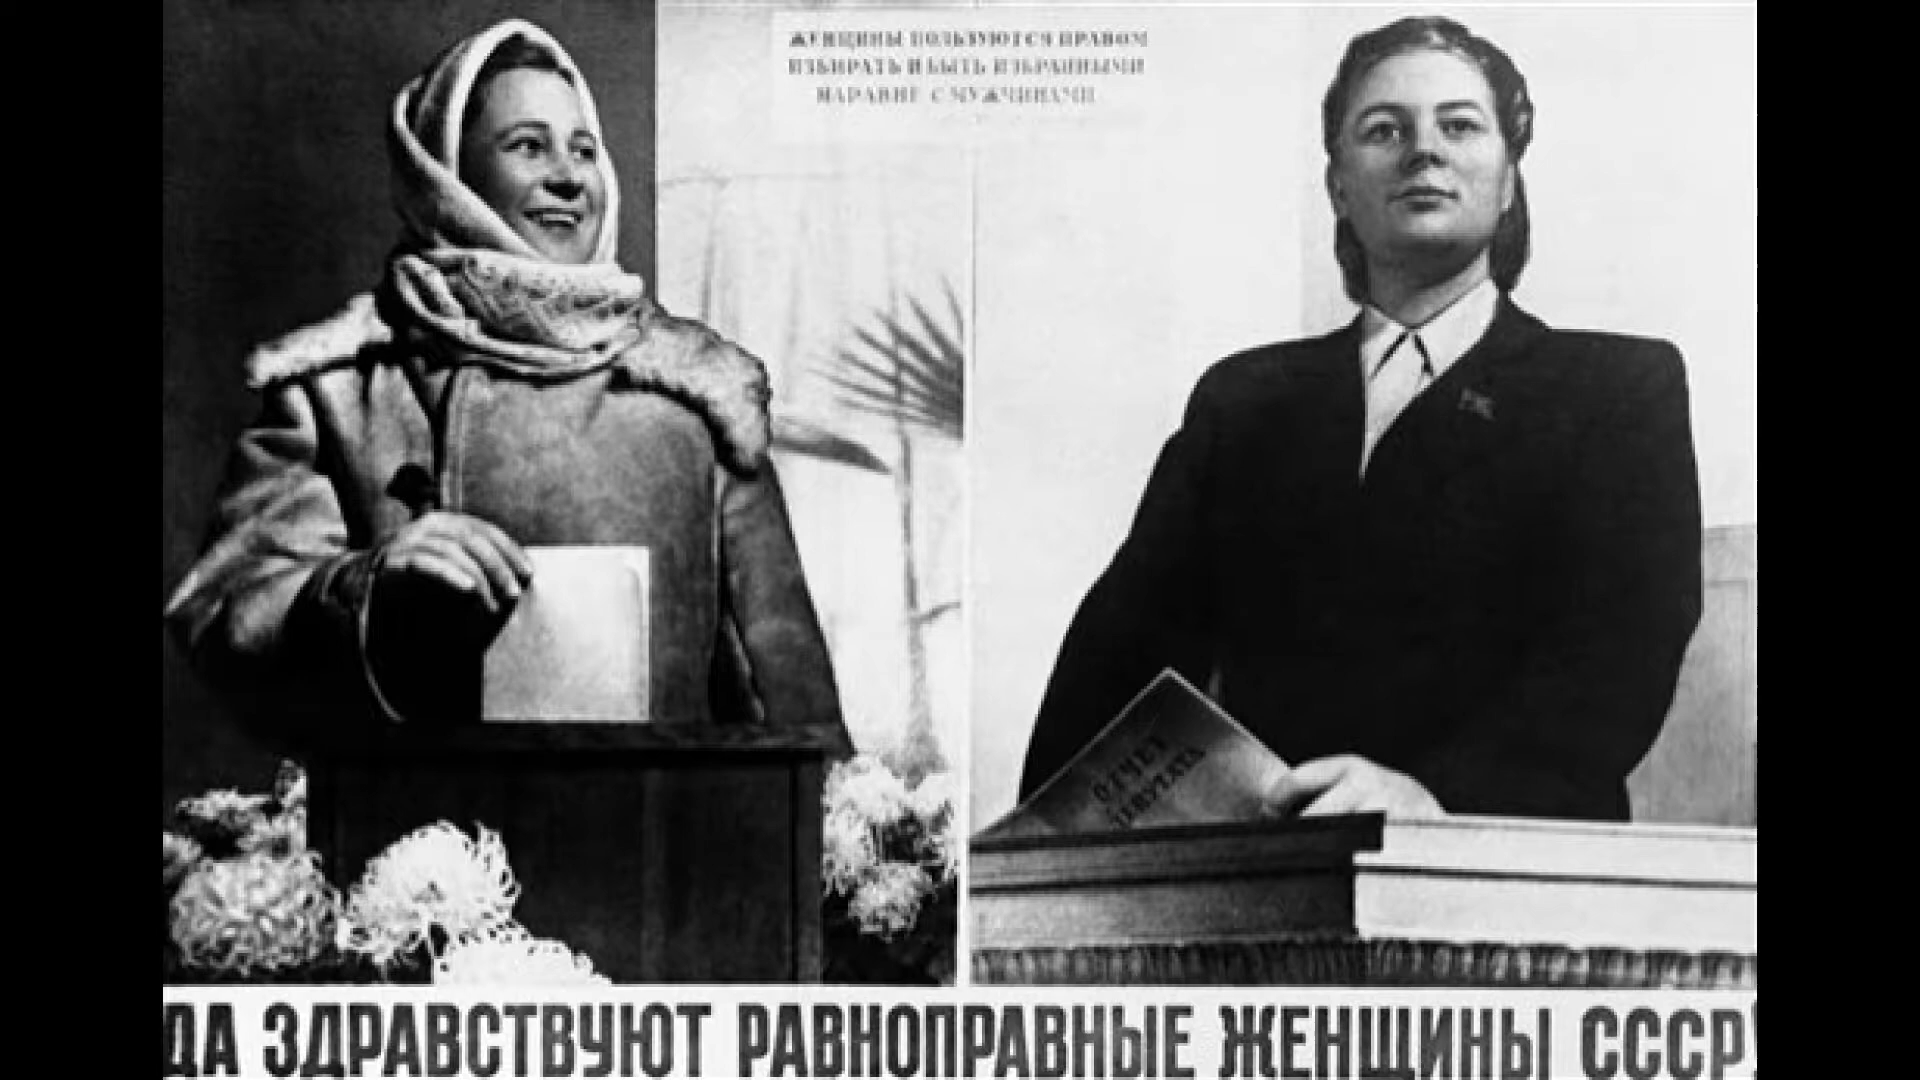 ЖЕНЩИНЫ ПОЛЬЗУЮТСЯ ПРАВОМ
ИЗБИРАТЬ И БЫТЬ ИЗБРАННЫМИ
НАРАВНЕ С МУЖЧИНАМИ
ОТЧЕТ
ДЕПУТАТА
ДА ЗДРАВСТВУЮТ РАВНОПРАВНЫЕ ЖЕНЩИНЫ СССР!